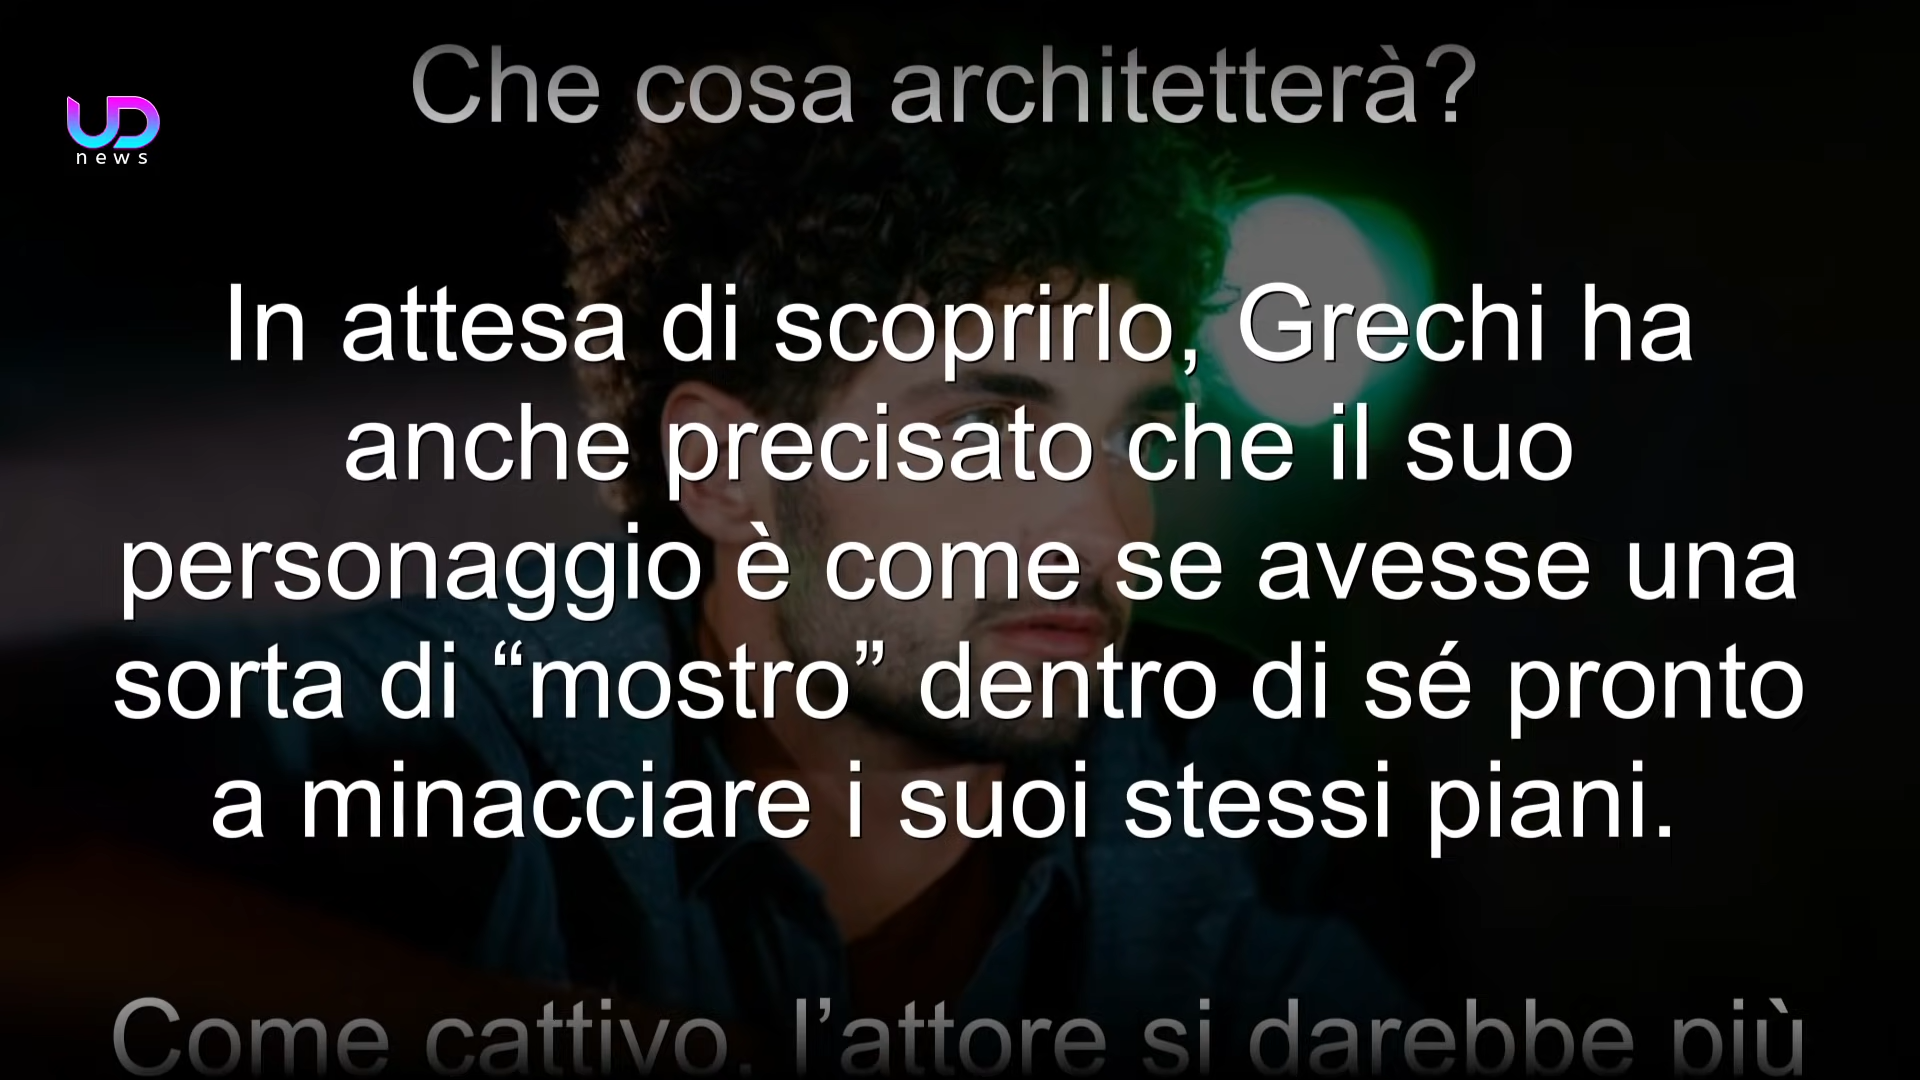 Che cosa architetterà?
UD
news
In attesa di scoprirlo, Grechi ha
anche precisato che il suo
personaggio è come se avesse una
sorta di “mostro” dentro di sé pronto
a minacciare i suoi stessi piani.
Come cattivo, l’attore si darebbe più